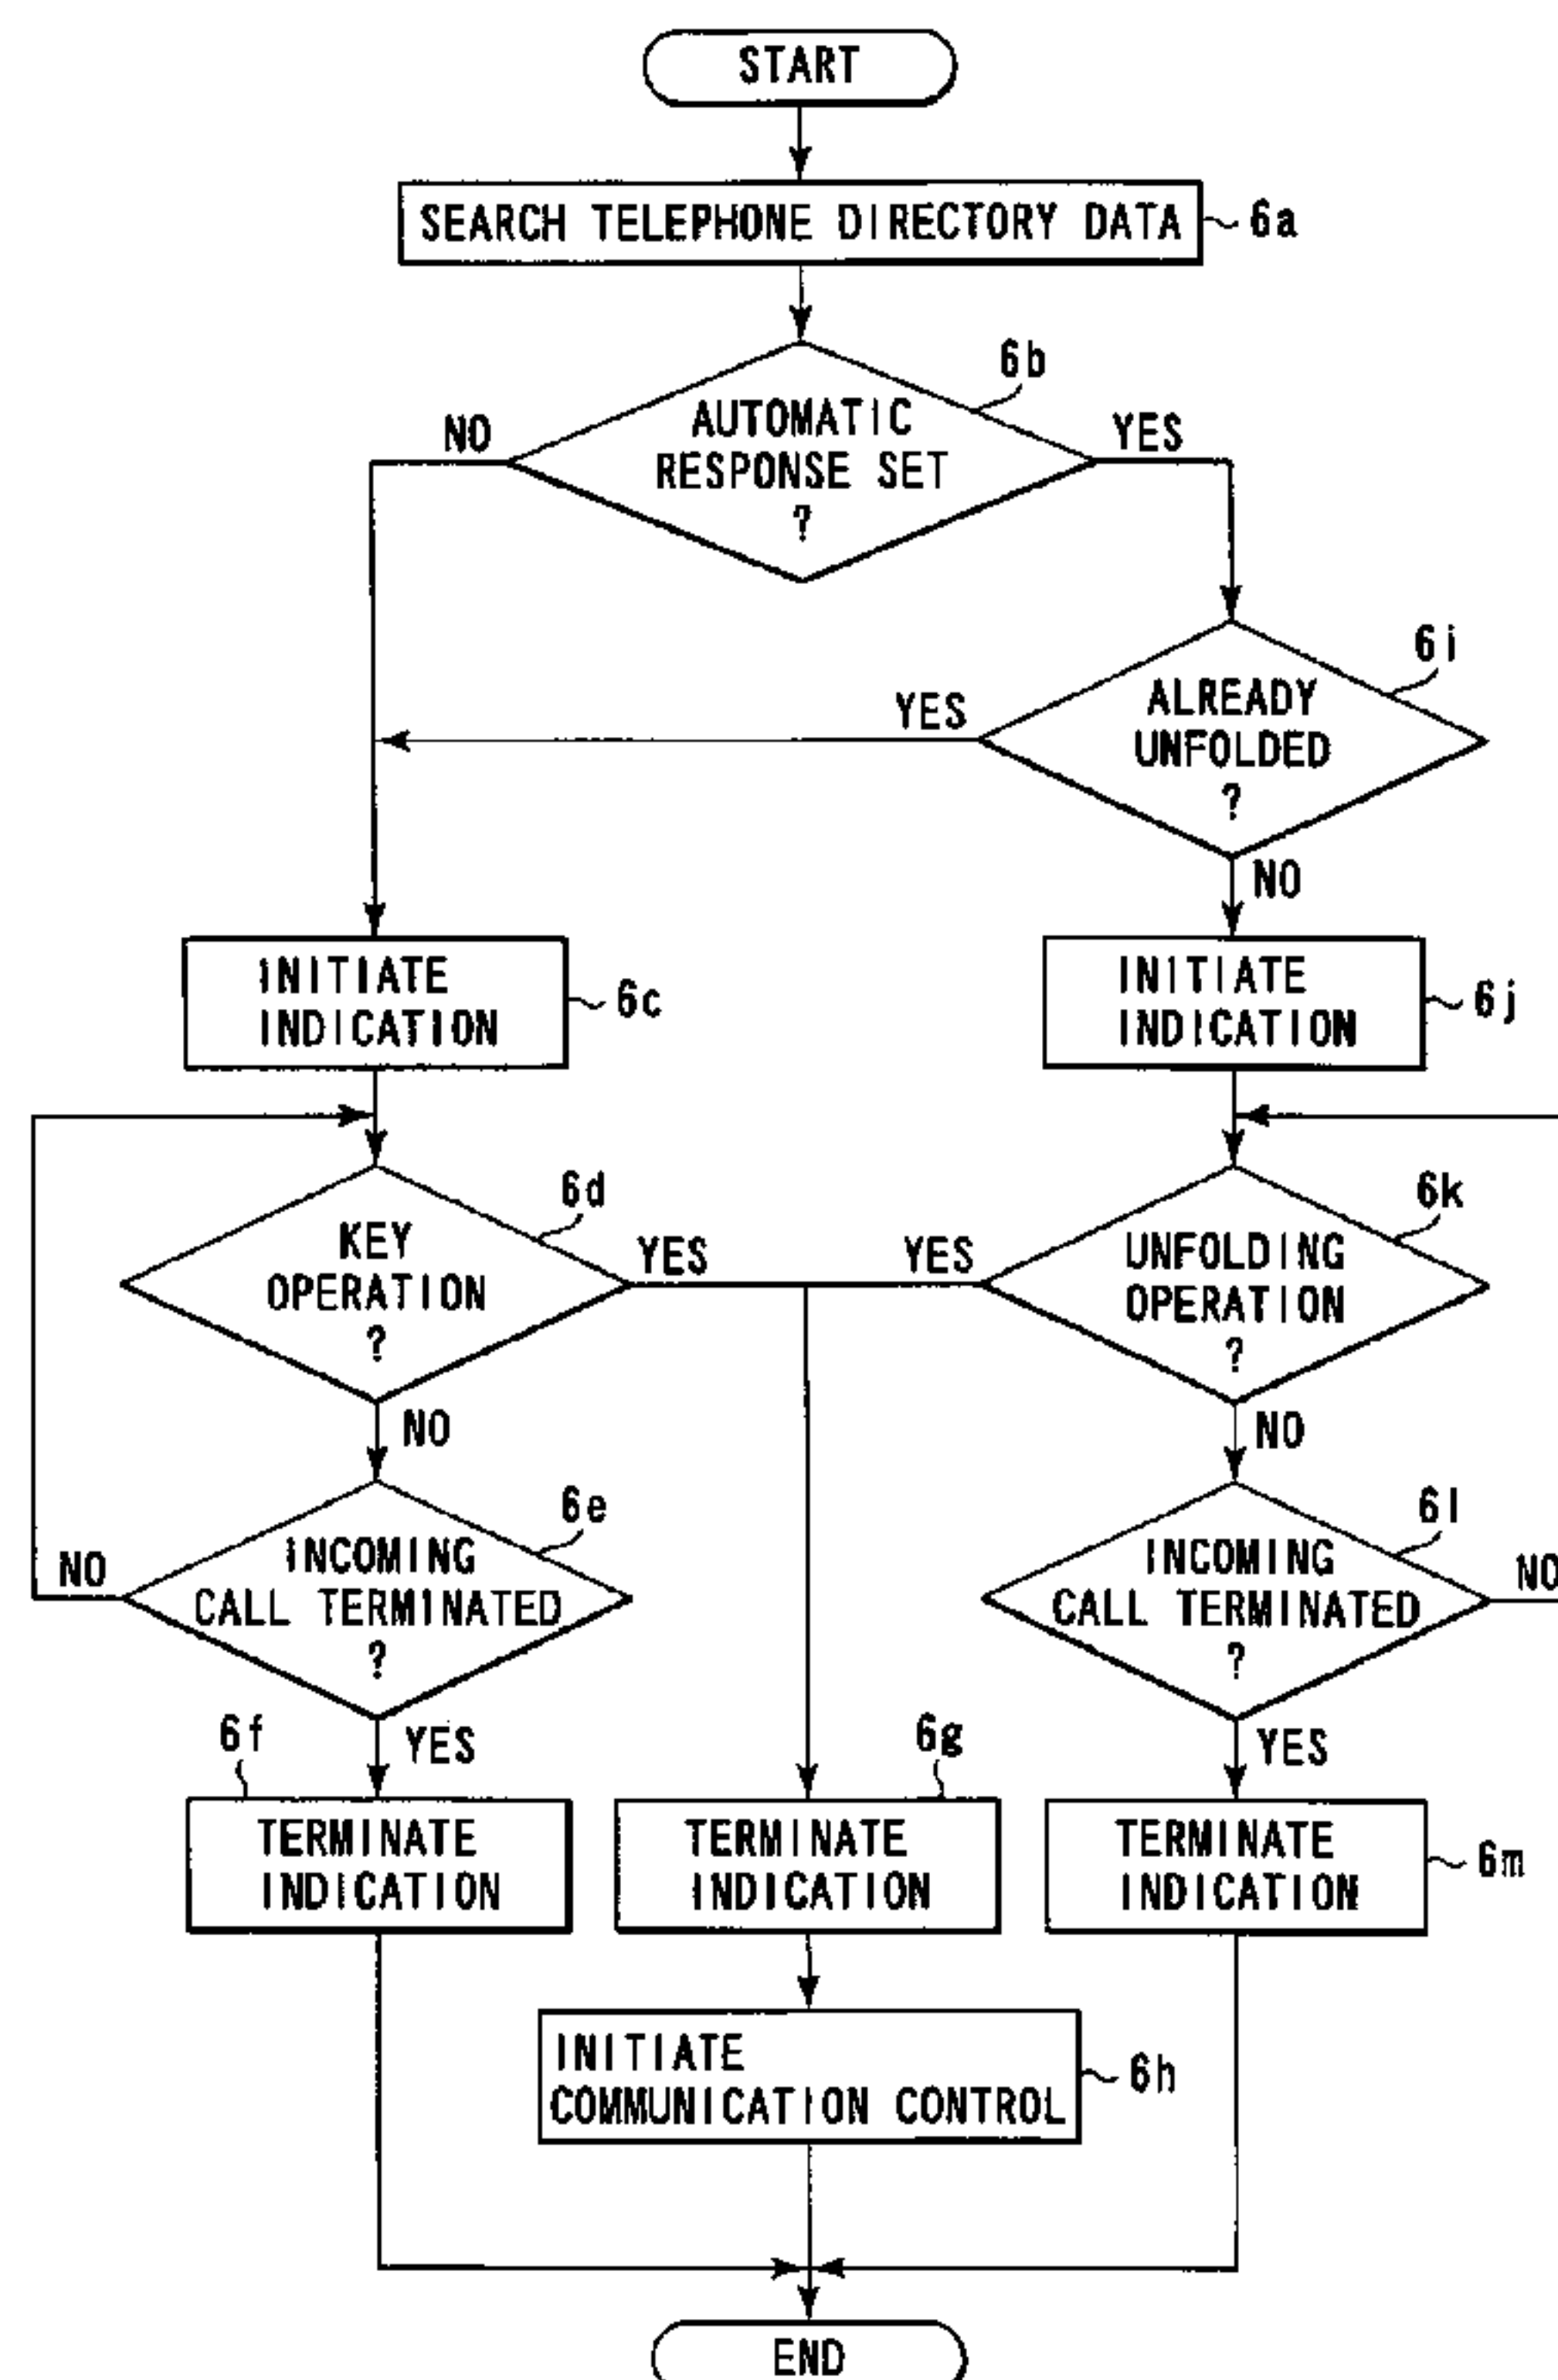 START
SEARCH TELEPHONE DIRECTORY DATA
6a
6b
AUTOMATIC
RESPONSE SET
?
NO
YES
6i
ALREADY
UNFOLDED
?
YES
NO
INITIATE
INDICATION
6c
INITIATE
INDICATION
6j
6d
KEY
OPERATION
?
YES
NO
6k
UNFOLDING
OPERATION
?
YES
NO
6e
INCOMING
CALL TERMINATED
?
NO
YES
6l
INCOMING
CALL TERMINATED
?
NO
YES
6f
TERMINATE
INDICATION
6g
TERMINATE
INDICATION
TERMINATE
INDICATION
6m
INITIATE
COMMUNICATION CONTROL
6h
END